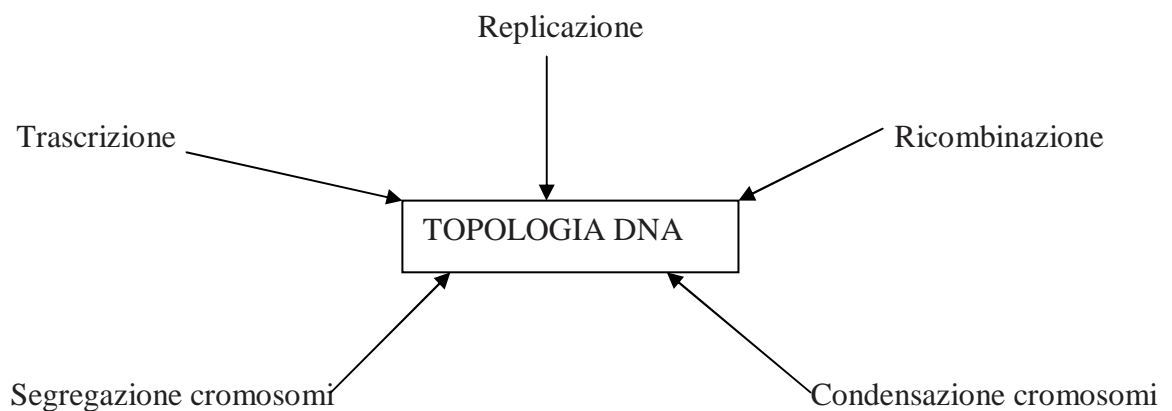 Replicazione
Trascrizione
Ricombinazione
TOPOLOGIA DNA
Segregazione cromosomi
Condensazione cromosomi